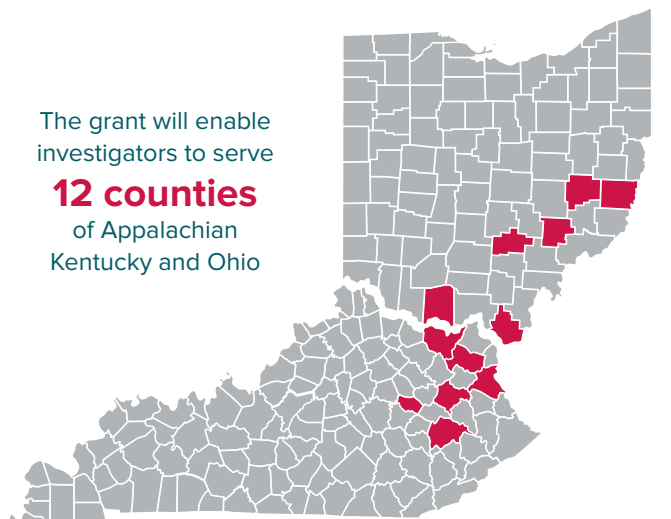 The grant will enable
investigators to serve
12 counties
of Appalachian
Kentucky and Ohio